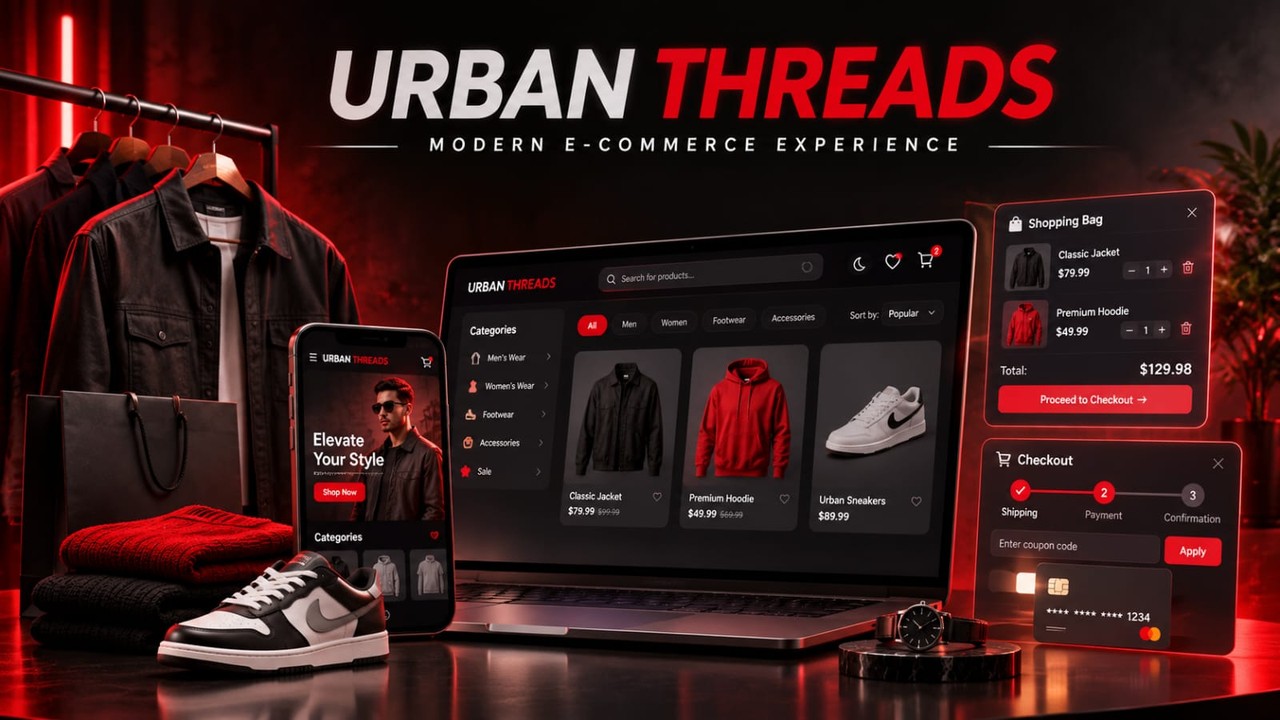 URBAN THREADS
MODERN E-COMMERCE EXPERIENCE
URBAN THREADS
Elevate
Your Style
Shop Now
Categories
URBAN THREADS
Search for products...
2
Categories
Men's Wear
Women's Wear
Footwear
Accessories
Sale
All
Men
Women
Footwear
Accessories
Sort by: Popular
Classic Jacket
$79.99 $99.99
Premium Hoodie
$49.99 $69.99
Urban Sneakers
$89.99
Shopping Bag
Classic Jacket
$79.99
− 1 +
Premium Hoodie
$49.99
− 1 +
Total: $129.98
Proceed to Checkout →
Checkout
2
3
Shipping
Payment
Confirmation
Enter coupon code
Apply
**** **** **** 1234